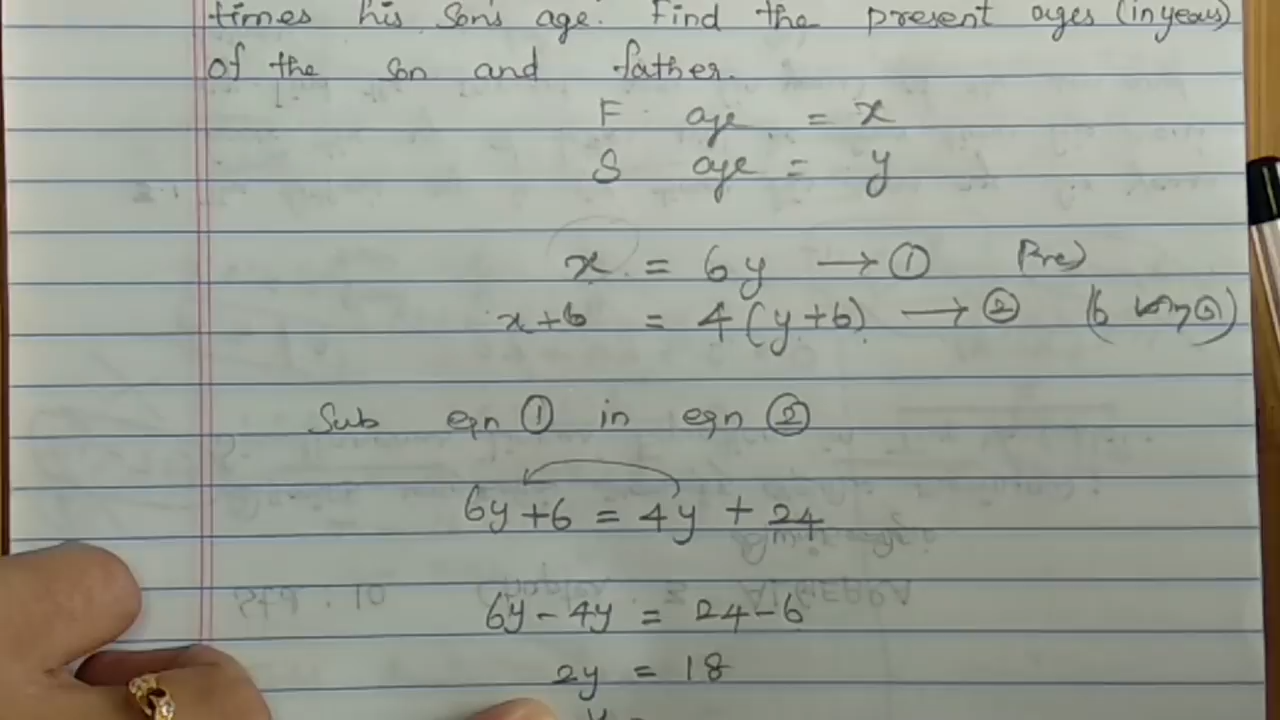 times his Son's age. Find the present ages (in years)
of the son and father.
F age = x
S age = y
x = 6y → ①
x+6 = 4(y+6) → ② (6
Sub eqn ① in eqn ②
6y+6 = 4y + 24
6y - 4y = 24-6
2y = 18